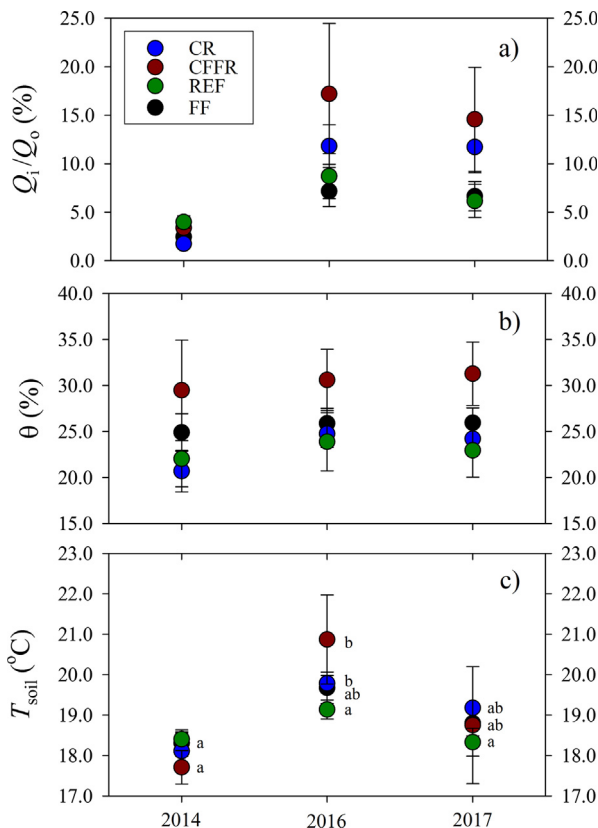 25.0 25.0
CR a)
CFFR
20.0 20.0
REF
FF
15.0 15.0
Qi/Qo (%)
10.0 10.0
5.0 5.0
0.0 0.0
40.0 40.0
b)
35.0 35.0
30.0 30.0
θ (%)
25.0 25.0
20.0 20.0
15.0 15.0
23.0 23.0
c)
22.0 22.0
21.0 21.0
b
20.0 20.0
Tsoil (°C)
b
ab
19.0 a ab 19.0
ab
a a
18.0 18.0
a
17.0 17.0
2014 2016 2017